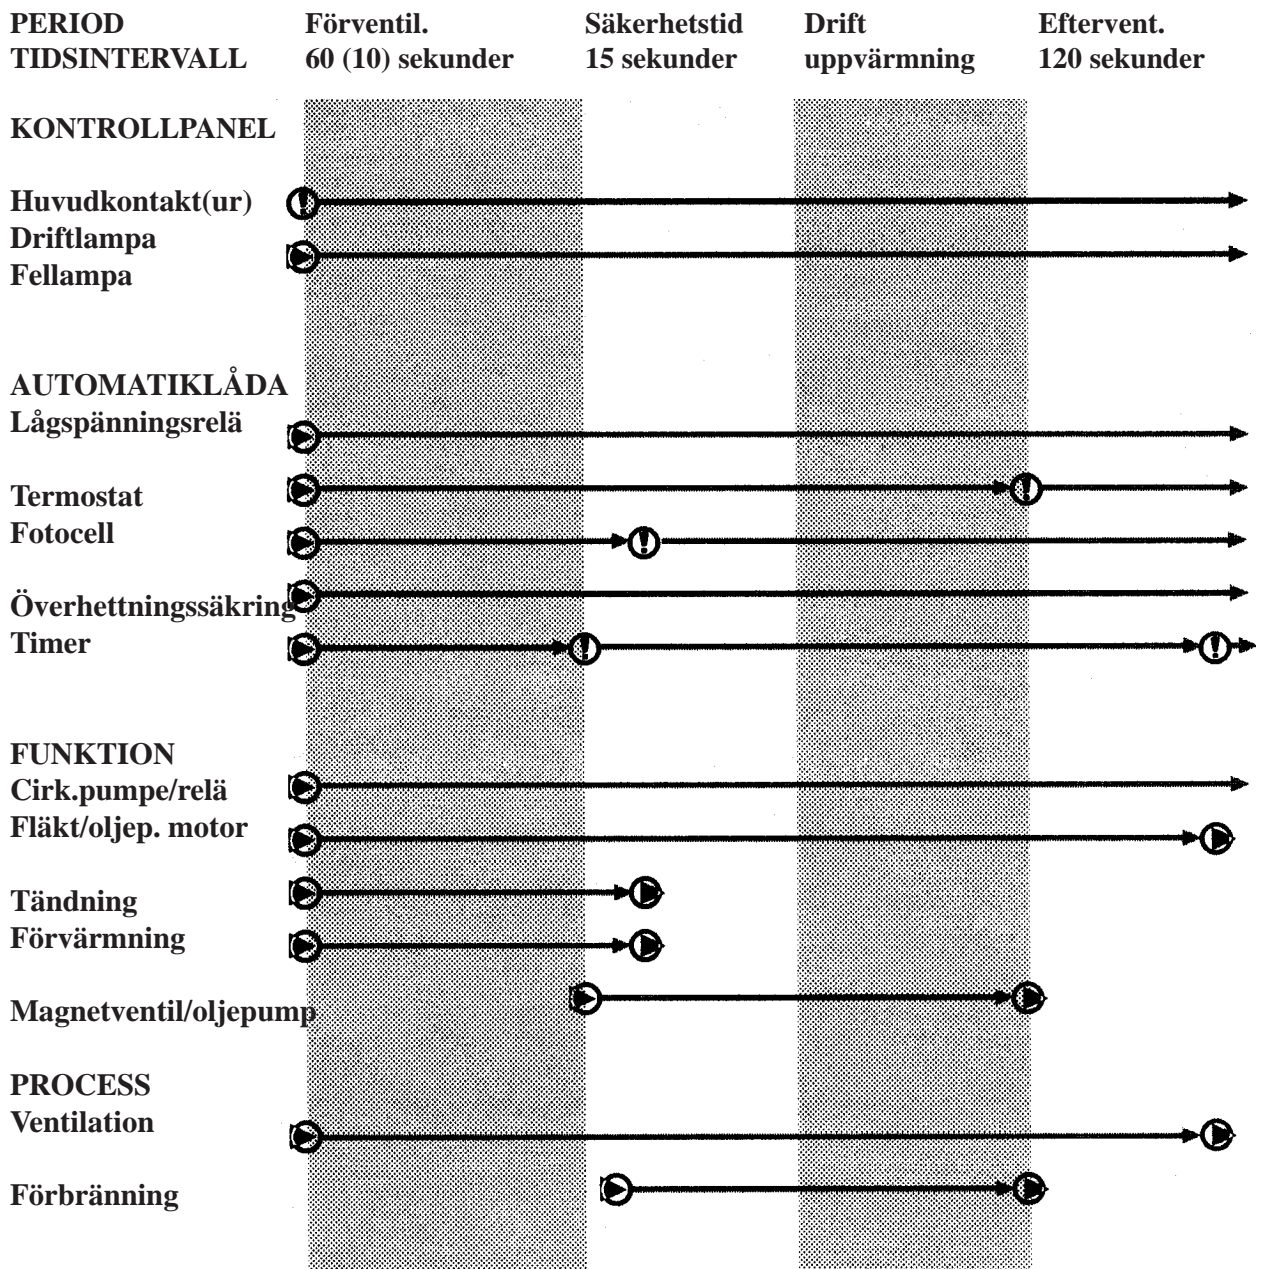 PERIOD Förventil. Säkerhetstid Drift Eftervent.
TIDSINTERVALL 60 (10) sekunder 15 sekunder uppvärmning 120 sekunder
KONTROLLPANEL
Huvudkontakt(ur)
Driftlampa
Fellampa
AUTOMATIKLÅDA
Lågspänningsrelä
Termostat
Fotocell
Överhettningssäkring
Timer
FUNKTION
Cirk.pumpe/relä
Fläkt/oljep. motor
Tändning
Förvärmning
Magnetventil/oljepump
PROCESS
Ventilation
Förbränning